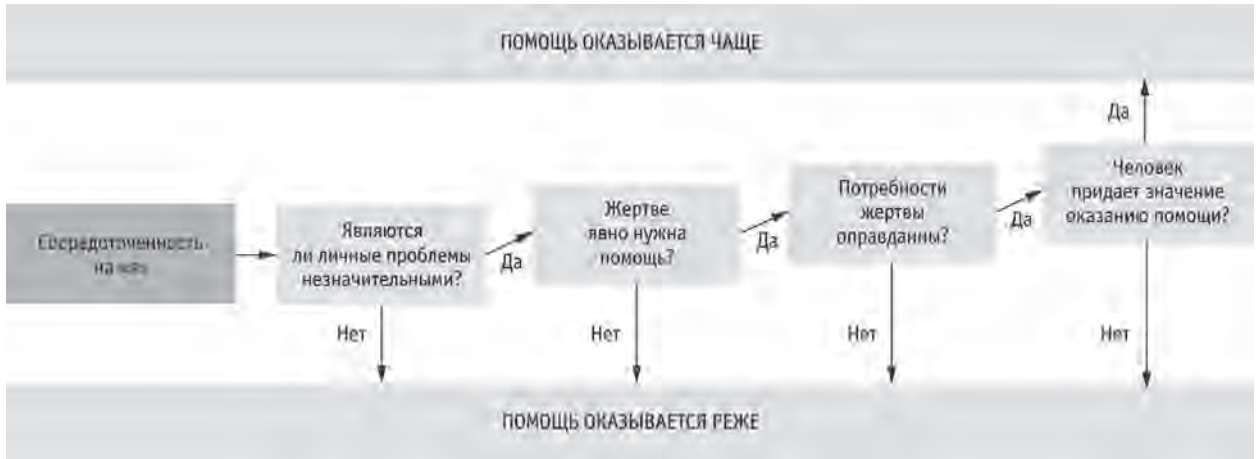 ПОМОЩЬ ОКАЗЫВАЕТСЯ ЧАЩЕ
Да
Человек
придает значение
оказанию помощи?
Потребности
жертвы
оправданны?
Да
Жертве
явно нужна
помощь?
Да
Являются
ли личные проблемы
незначительными?
Да
Сосредоточенность
на
Нет
Нет
Нет
Нет
ПОМОЩЬ ОКАЗЫВАЕТСЯ РЕЖЕ